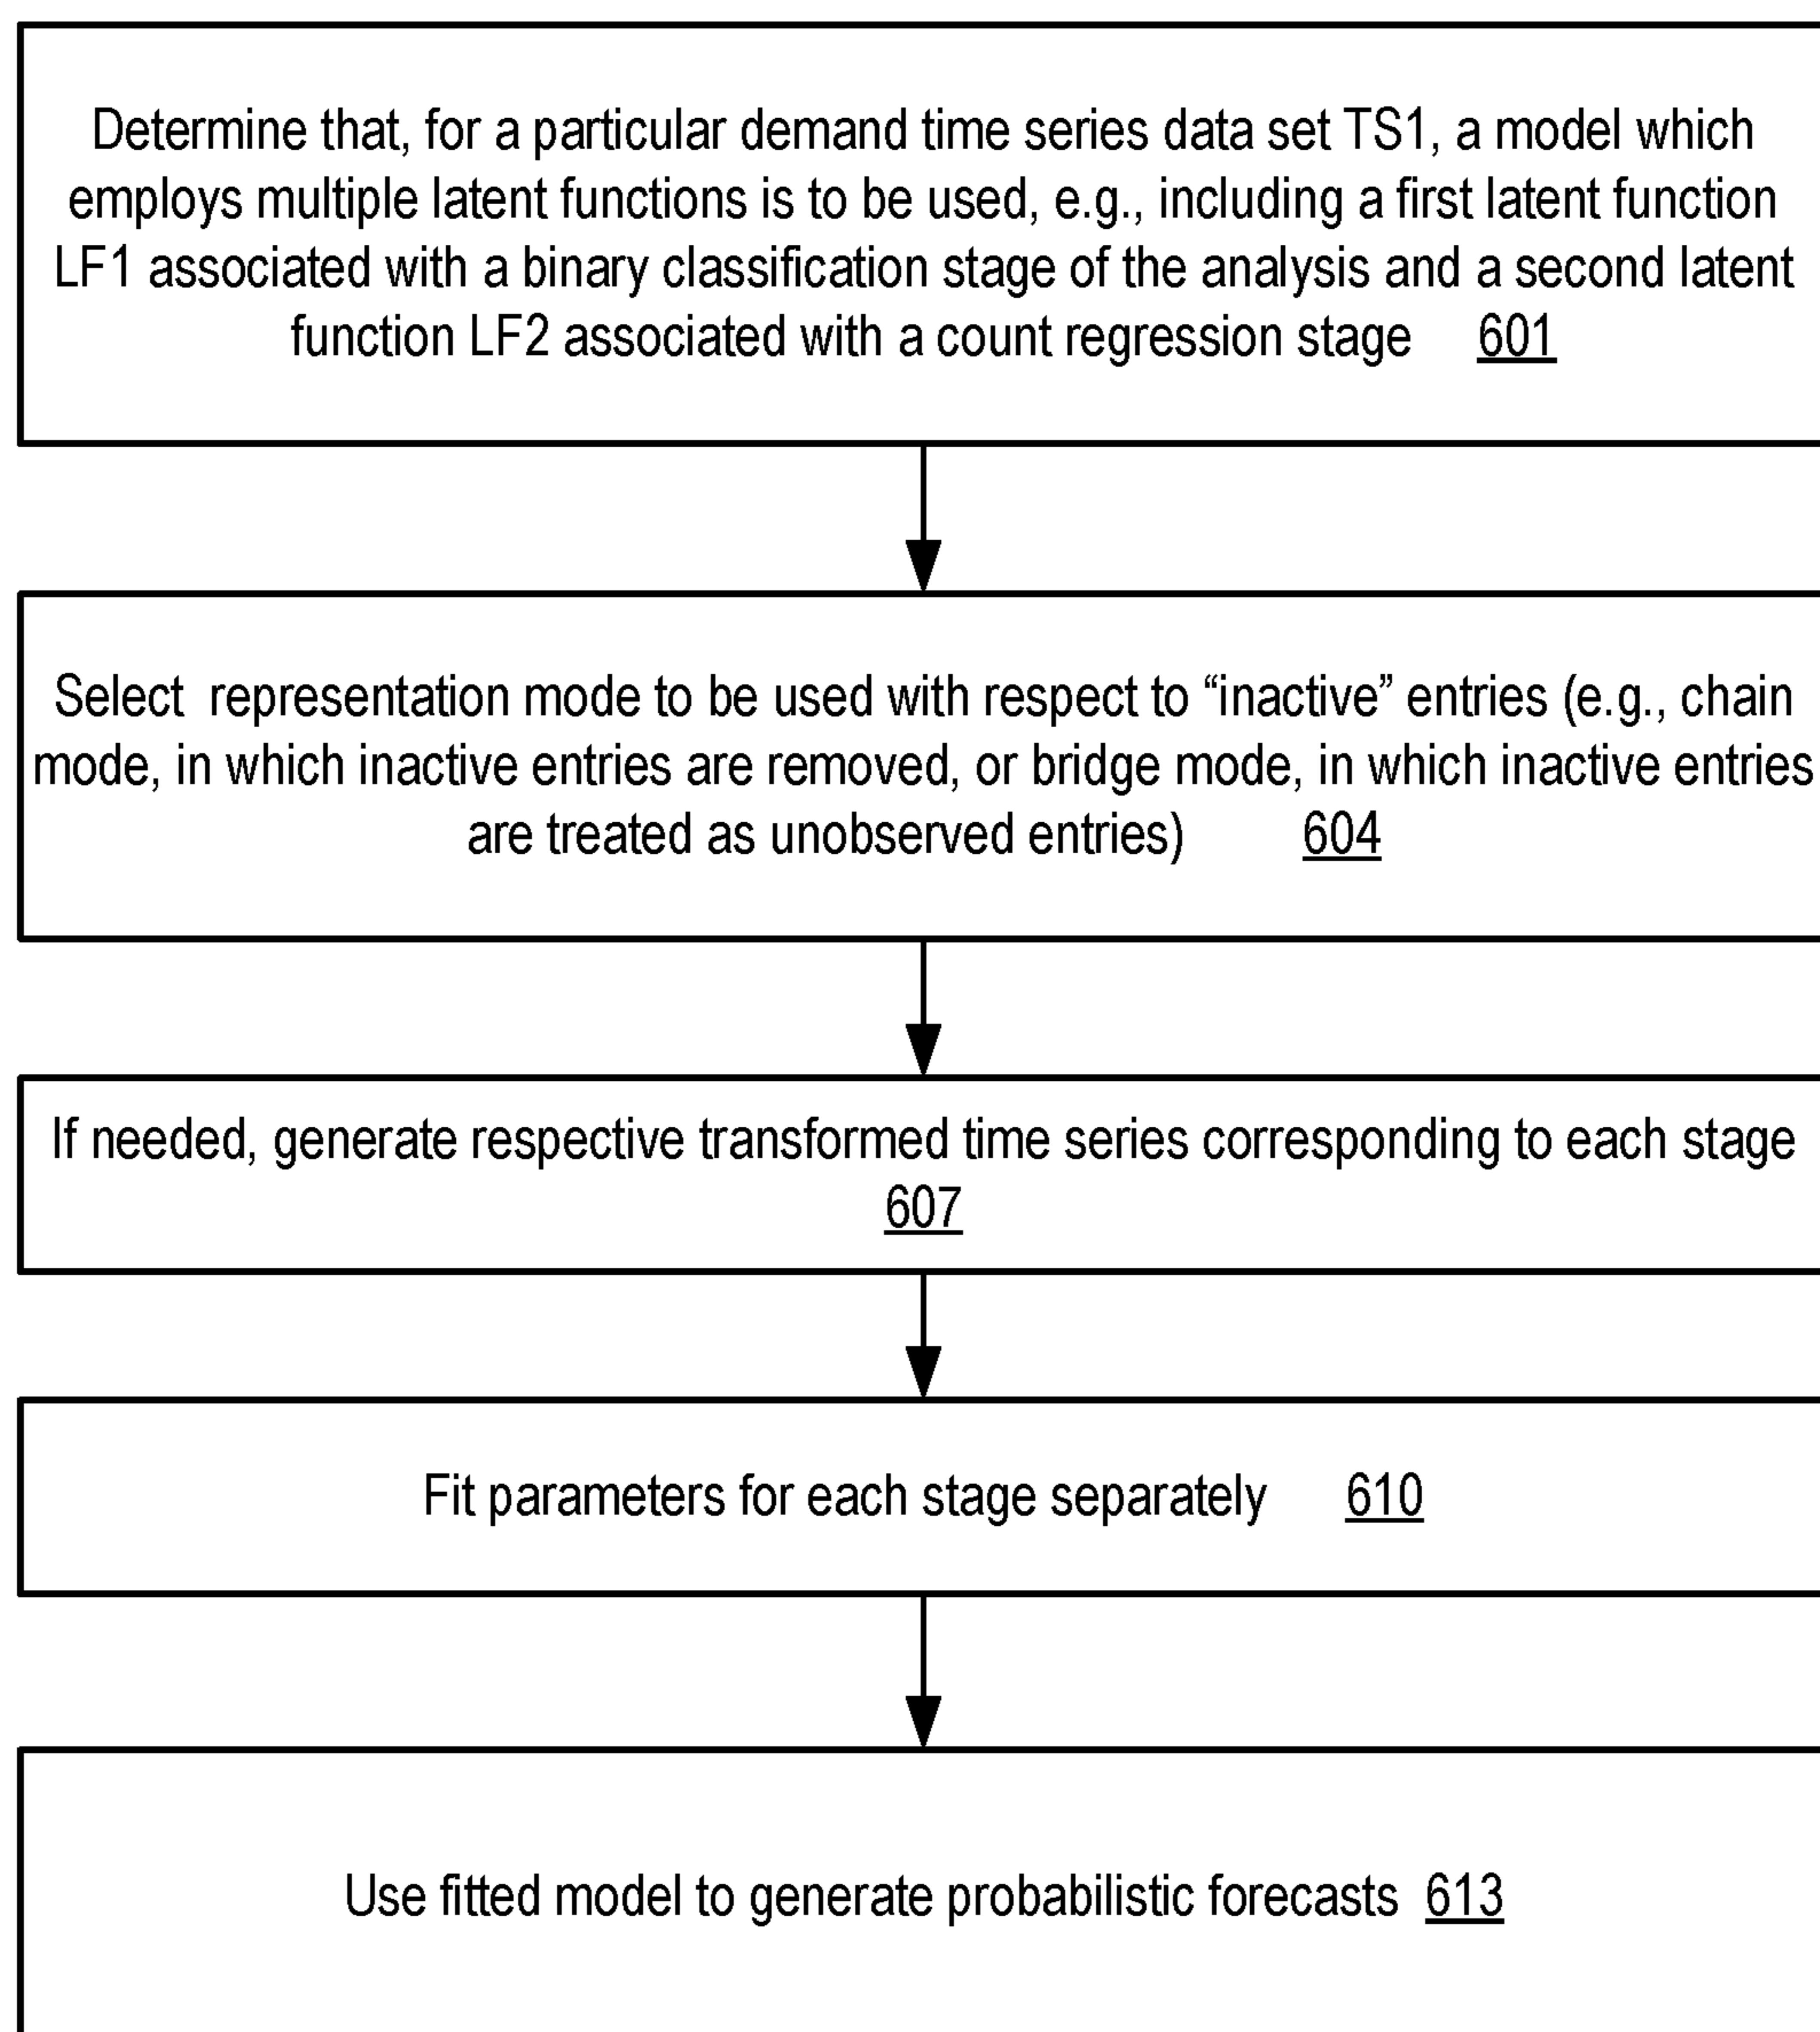 Determine that, for a particular demand time series data set TS1, a model which
employs multiple latent functions is to be used, e.g., including a first latent function
LF1 associated with a binary classification stage of the analysis and a second latent
function LF2 associated with a count regression stage 601
Select representation mode to be used with respect to “inactive” entries (e.g., chain
mode, in which inactive entries are removed, or bridge mode, in which inactive entries
are treated as unobserved entries) 604
If needed, generate respective transformed time series corresponding to each stage
607
Fit parameters for each stage separately 610
Use fitted model to generate probabilistic forecasts 613